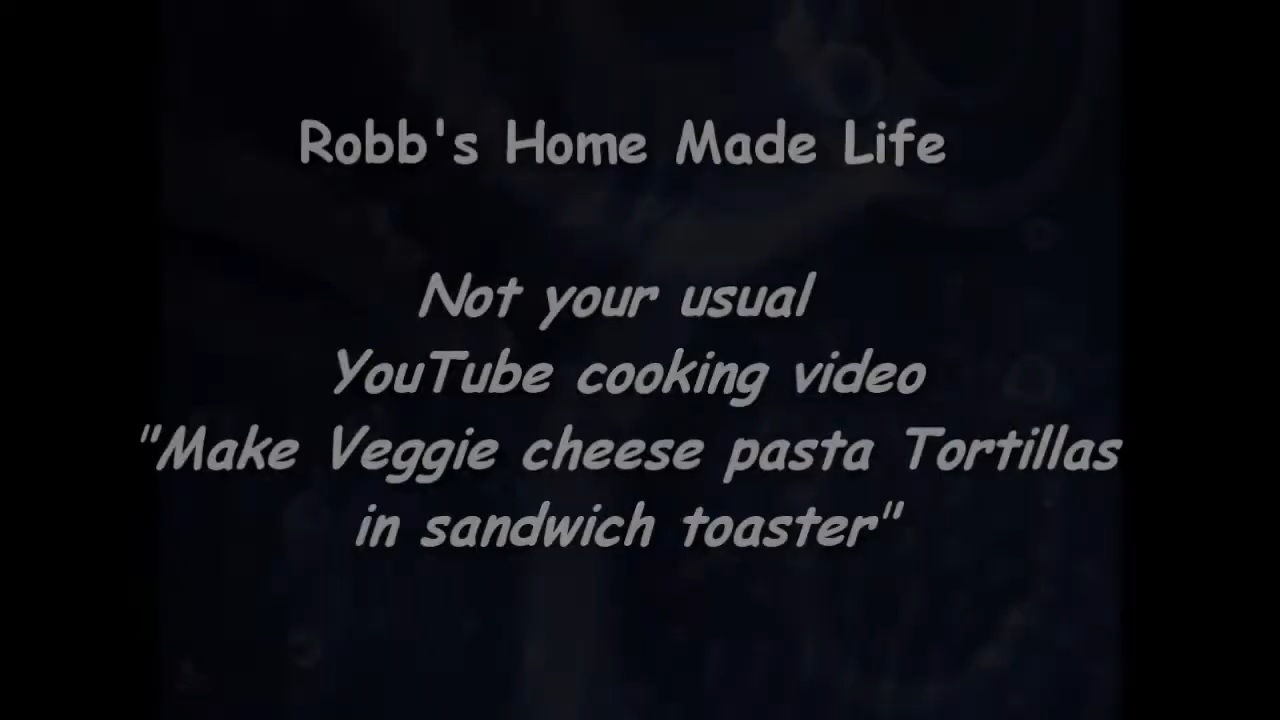 Robb's Home Made Life
Not your usual
YouTube cooking video
"Make Veggie cheese pasta Tortillas
in sandwich toaster"